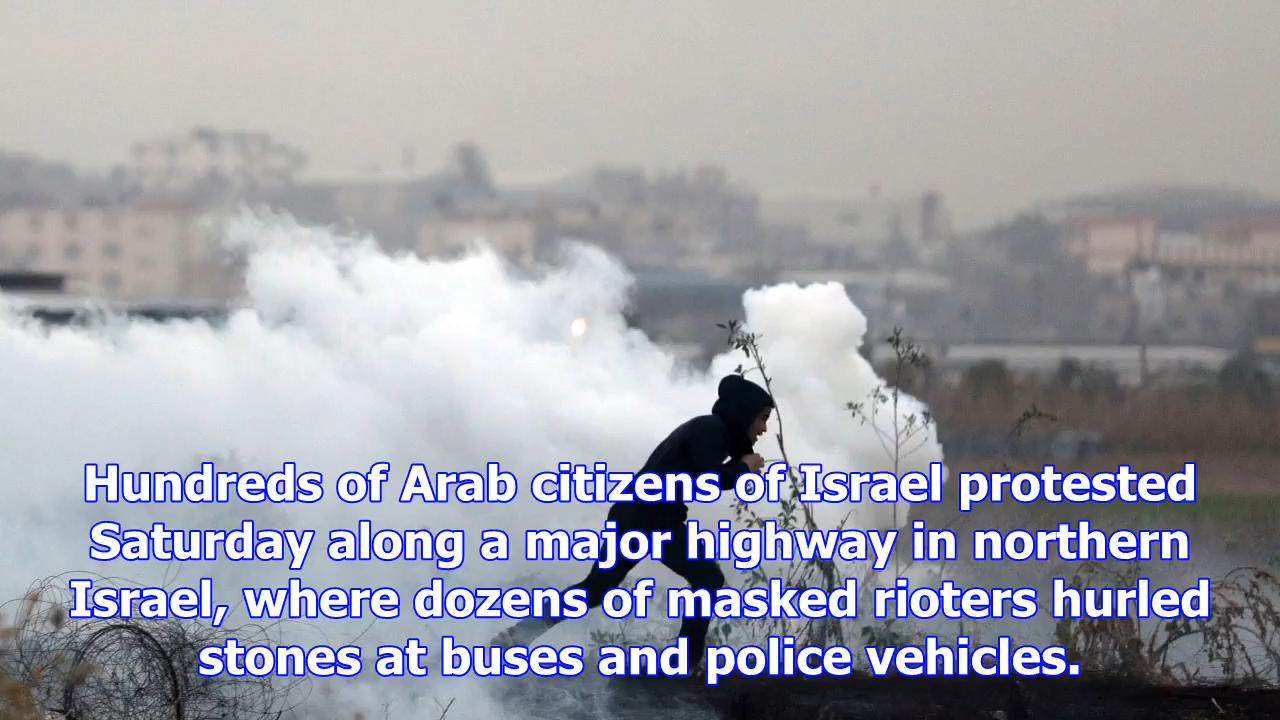 Hundreds of Arab citizens of Israel protested
Saturday along a major highway in northern
Israel, where dozens of masked rioters hurled
stones at buses and police vehicles.